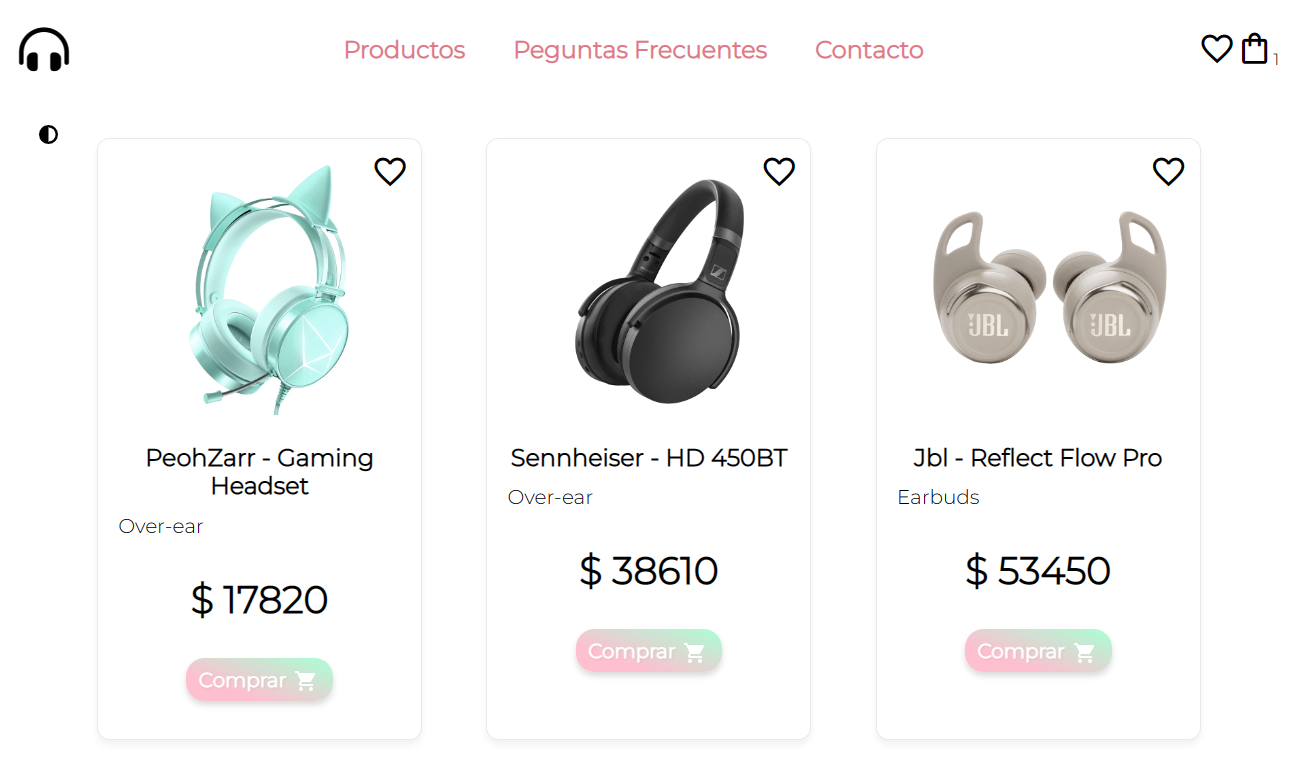 Productos Peguntas Frecuentes Contacto 1
JBL JBL
PeohZarr - Gaming
Headset
Over-ear
$ 17820
Comprar
Sennheiser - HD 450BT
Over-ear
$ 38610
Comprar
Jbl - Reflect Flow Pro
Earbuds
$ 53450
Comprar